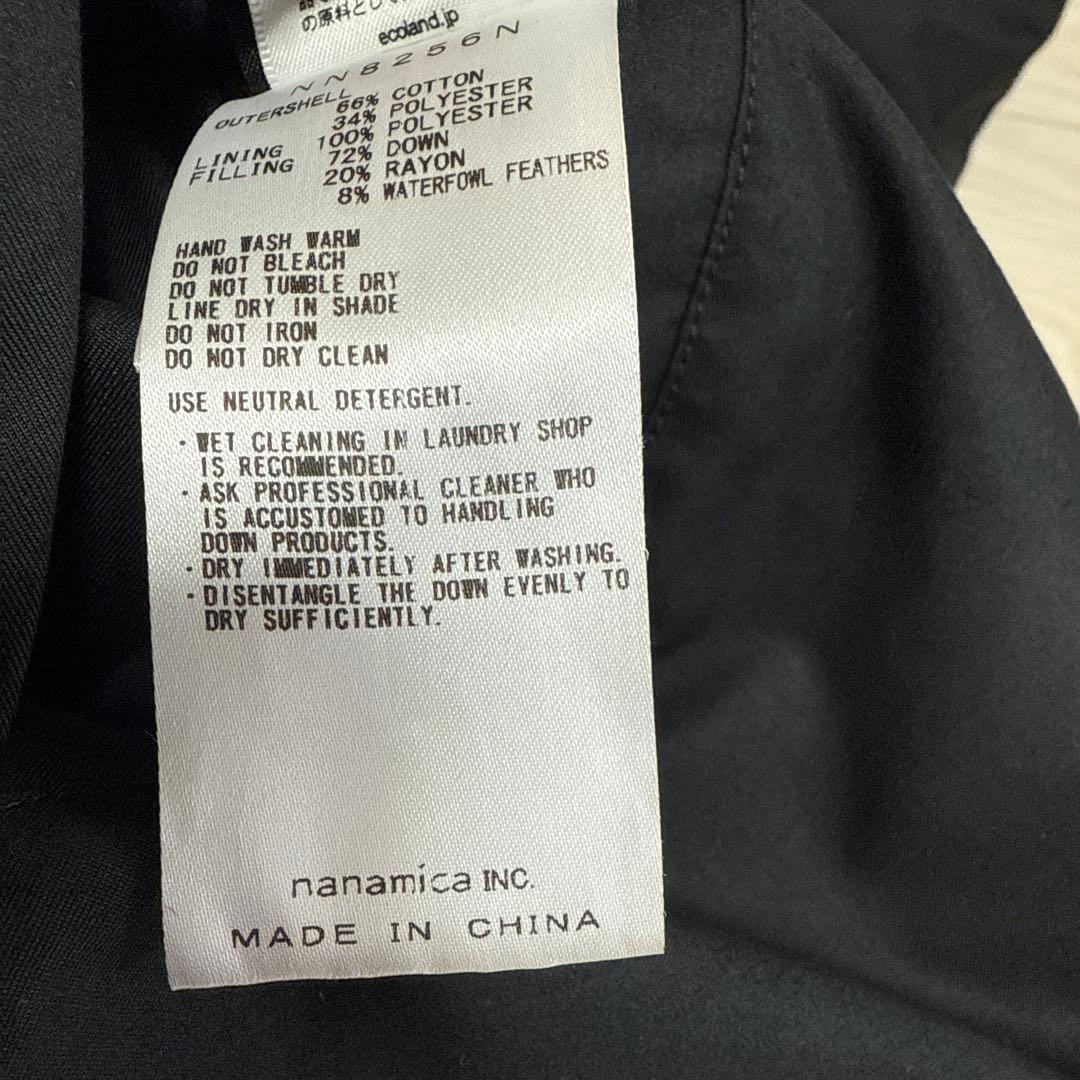 の原料とし
ecoland.jp
NN8256N
OUTERSHELL 66% COTTON
34% POLYESTER
LINING 100% POLYESTER
FILLING 72% DOWN
20% RAYON
8% WATERFOWL FEATHERS
HAND WASH WARM
DO NOT BLEACH
DO NOT TUMBLE DRY
LINE DRY IN SHADE
DO NOT IRON
DO NOT DRY CLEAN
USE NEUTRAL DETERGENT.
・WET CLEANING IN LAUNDRY SHOP
IS RECOMMENDED.
・ASK PROFESSIONAL CLEANER WHO
IS ACCUSTOMED TO HANDLING
DOWN PRODUCTS.
・DRY IMMEDIATELY AFTER WASHING.
・DISENTANGLE THE DOWN EVENLY TO
DRY SUFFICIENTLY.
nanamica INC.
MADE IN CHINA